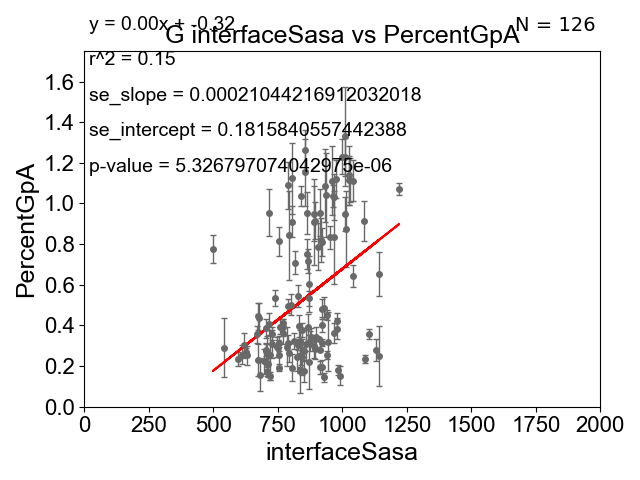 y = 0.00x + -0.32
G interfaceSasa vs PercentGpA
N = 126
r^2 = 0.15
se_slope = 0.00021044216912032018
se_intercept = 0.1815840557442388
p-value = 5.326797074042975e-06
PercentGpA
1.6
1.4
1.2
1.0
0.8
0.6
0.4
0.2
0.0
0 250 500 750 1000 1250 1500 1750 2000
interfaceSasa